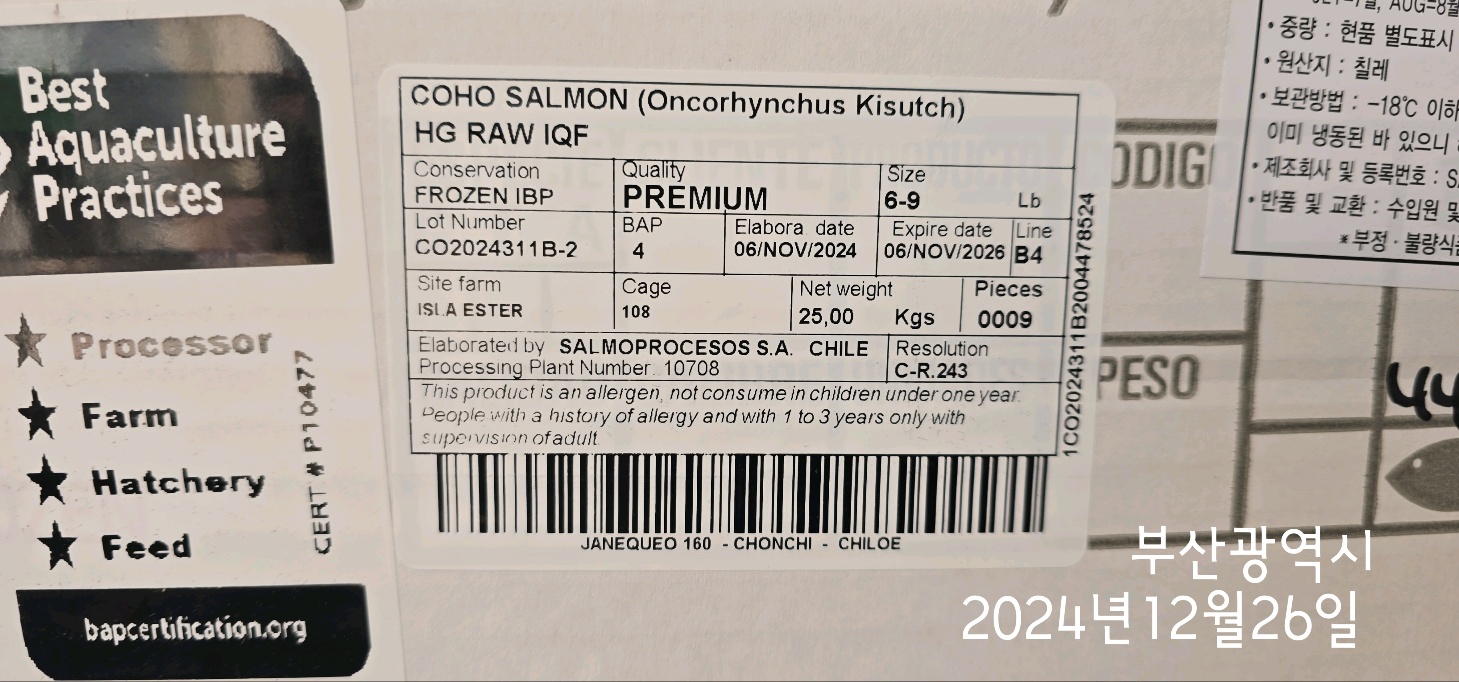 Best
Aquaculture
Practices
Processor
Farm
Hatchery
Feed
CERT # P10477
bapcertification.org
COHO SALMON (Oncorhynchus Kisutch)
HG RAW IQF
Conservation
FROZEN IBP
Quality
PREMIUM
Size
6-9 Lb
Lot Number
CO2024311B-2
BAP
4
Elabora date
06/NOV/2024
Expire date
06/NOV/2026
Line
B4
Site farm
ISLA ESTER
Cage
108
Net weight
25,00 Kgs
Pieces
0009
Elaborated by SALMOPROCESOS S.A. CHILE
Processing Plant Number. 10708
Resolution
C-R.243
This product is an allergen, not consume in children under one year.
People with a history of allergy and with 1 to 3 years only with
supervision of adult
JANEQUEO 160 - CHONCHI - CHILOE
1CO2024311B2004478524
PESO
44
AUG=8월
• 중량 : 현품 별도표시
• 원산지 : 칠레
• 보관방법 : -18℃ 이하
이미 냉동된 바 있으니
• 제조회사 및 등록번호 :
• 반품 및 교환 : 수입원 및
* 부정 · 불량식품
부산광역시
2024년12월26일